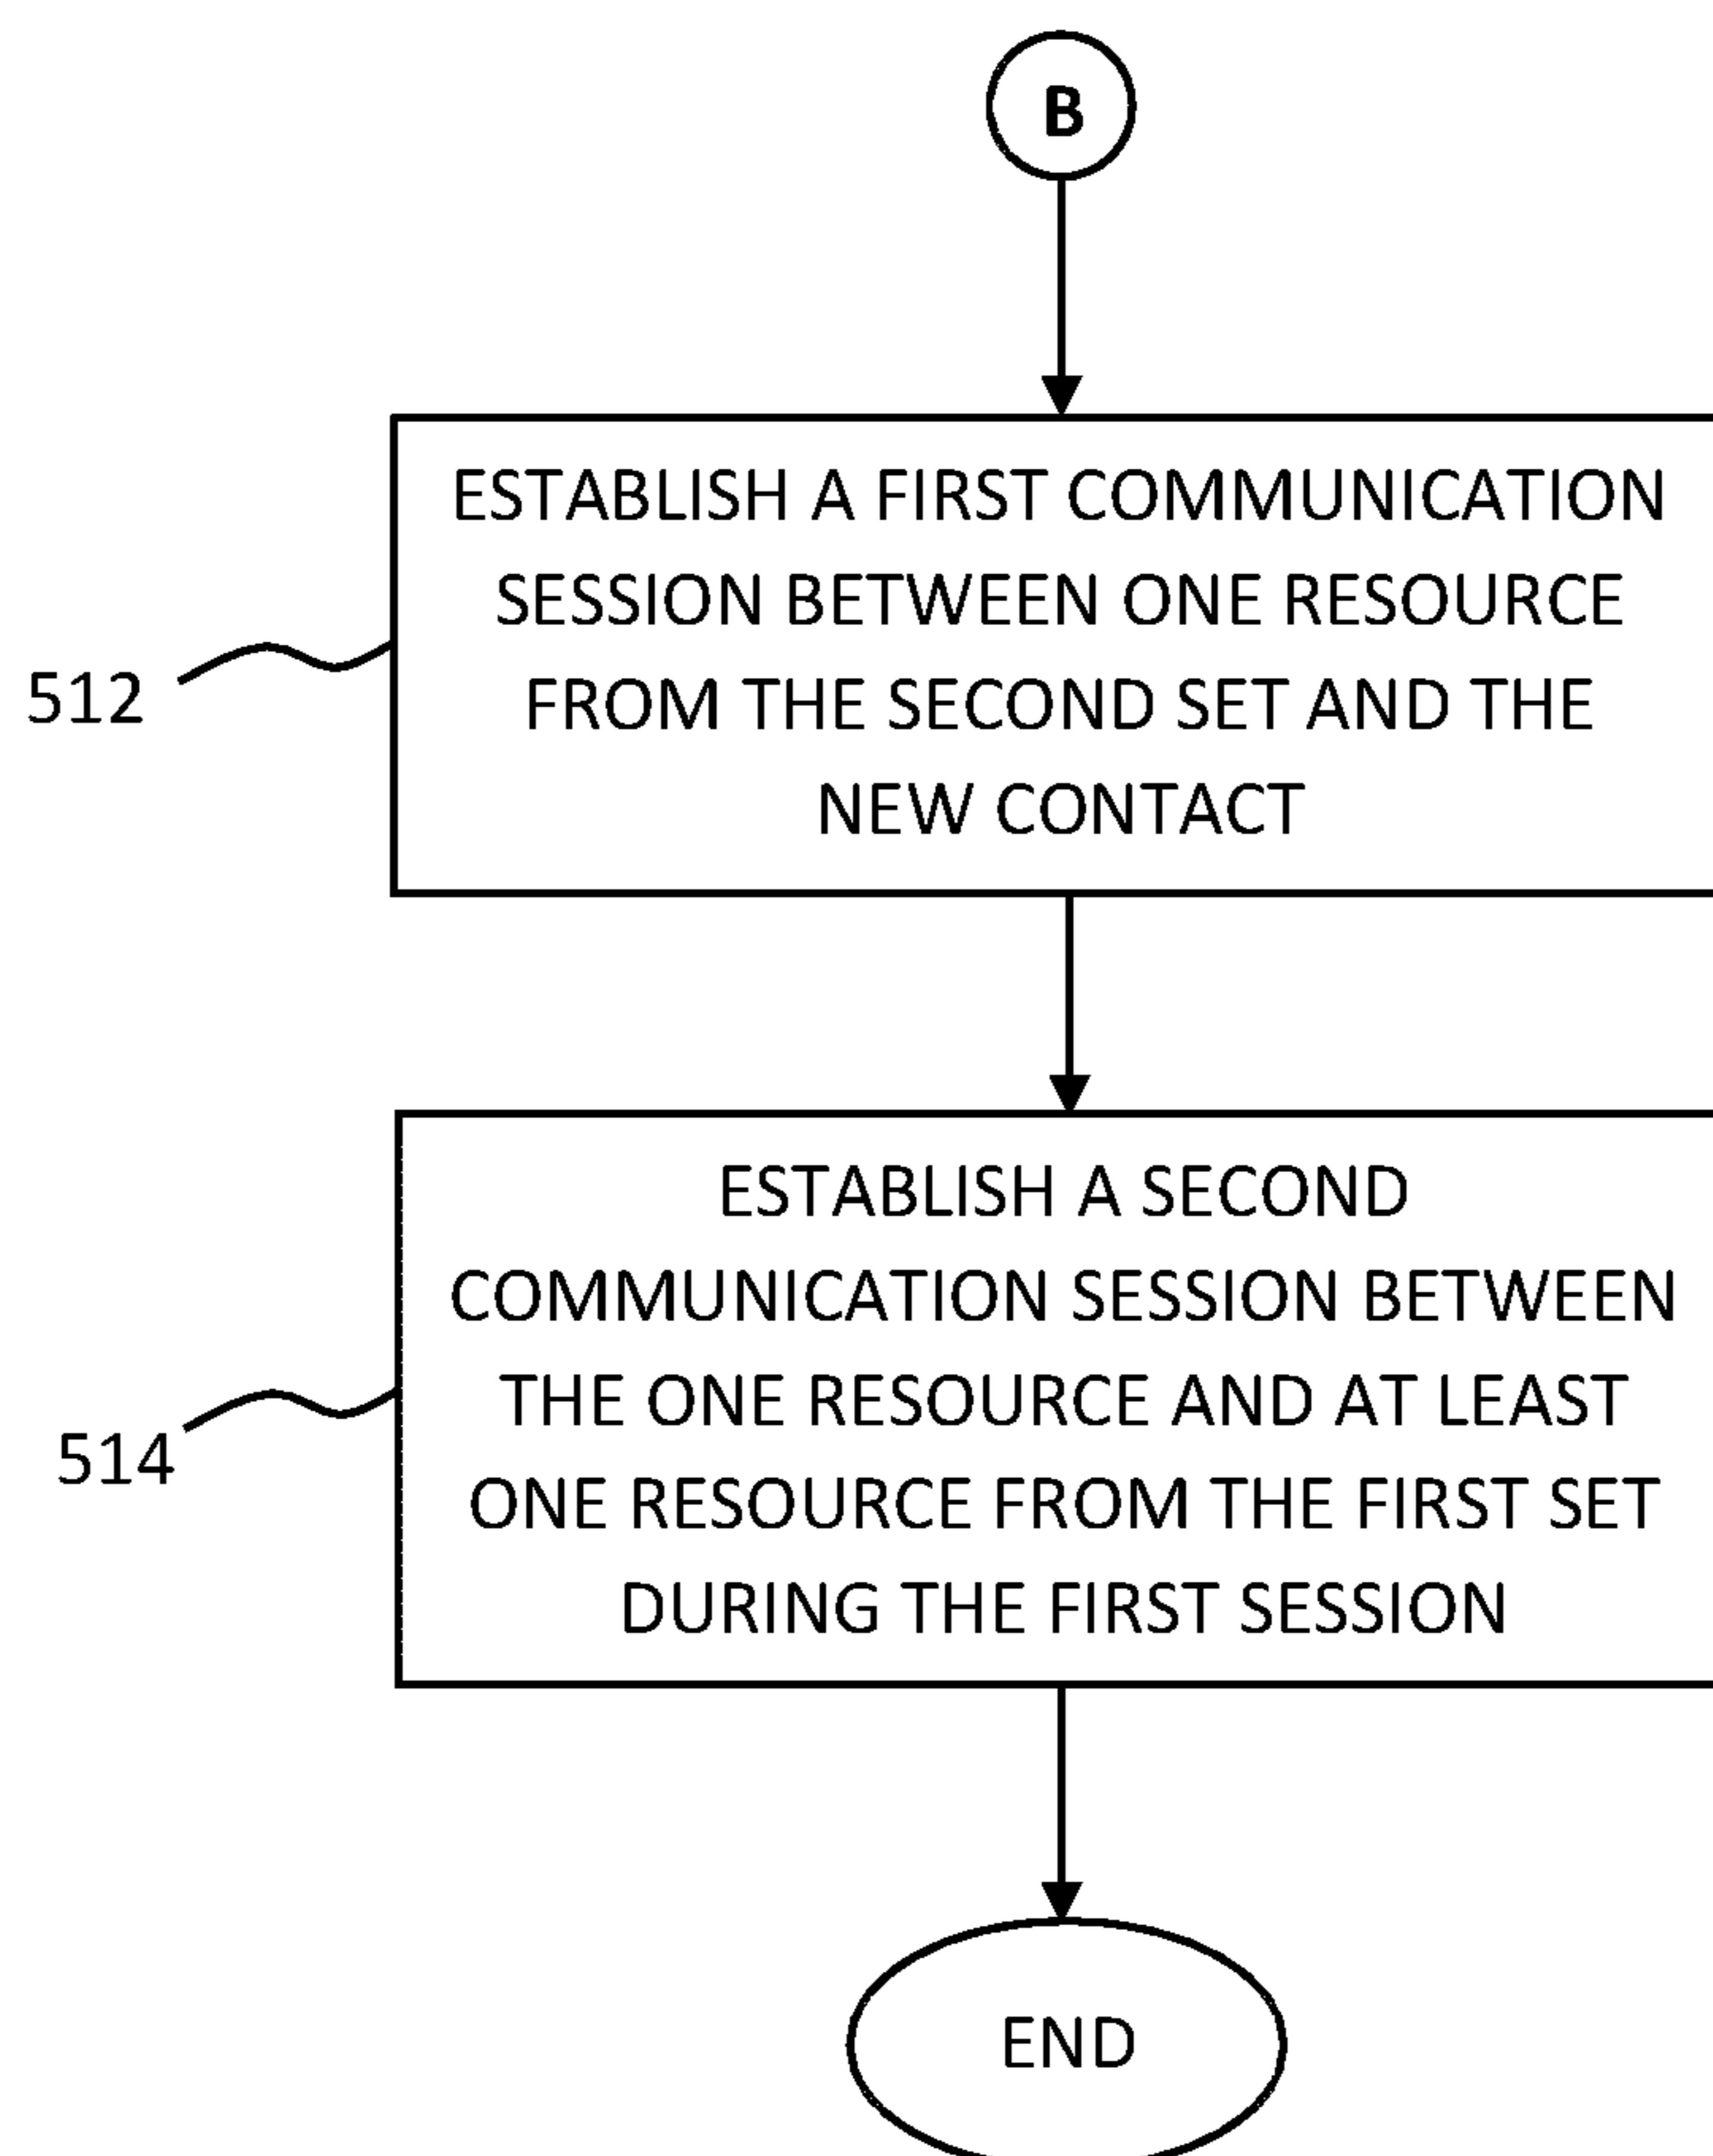 B
ESTABLISH A FIRST COMMUNICATION
SESSION BETWEEN ONE RESOURCE
FROM THE SECOND SET AND THE
NEW CONTACT
512
ESTABLISH A SECOND
COMMUNICATION SESSION BETWEEN
THE ONE RESOURCE AND AT LEAST
ONE RESOURCE FROM THE FIRST SET
DURING THE FIRST SESSION
514
END